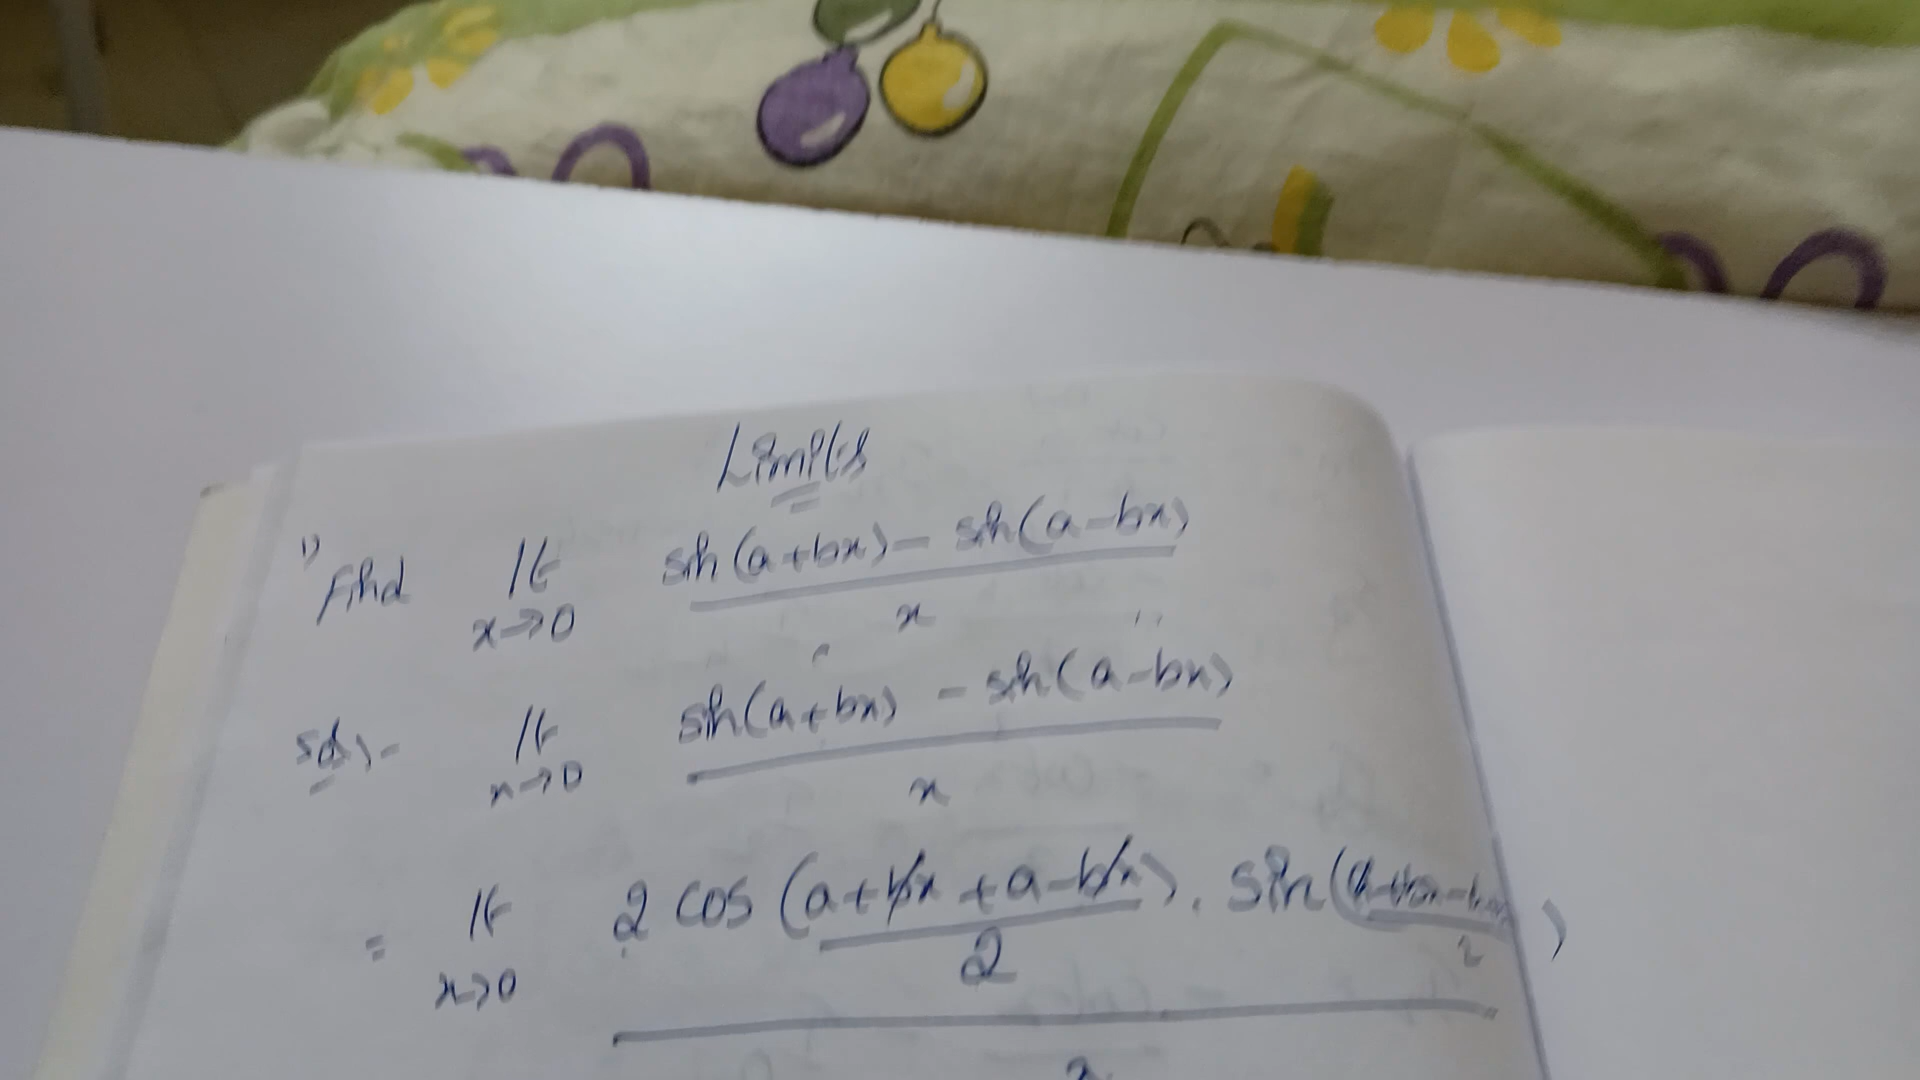 Limits
1) Find lt x→0 sin(a+bx) - sin(a-bx) / x
Sol:- lt x→0 sin(a+bx) - sin(a-bx) / x
= lt x→0 2 cos (a+bx+a-bx / 2) . sin( / 2)